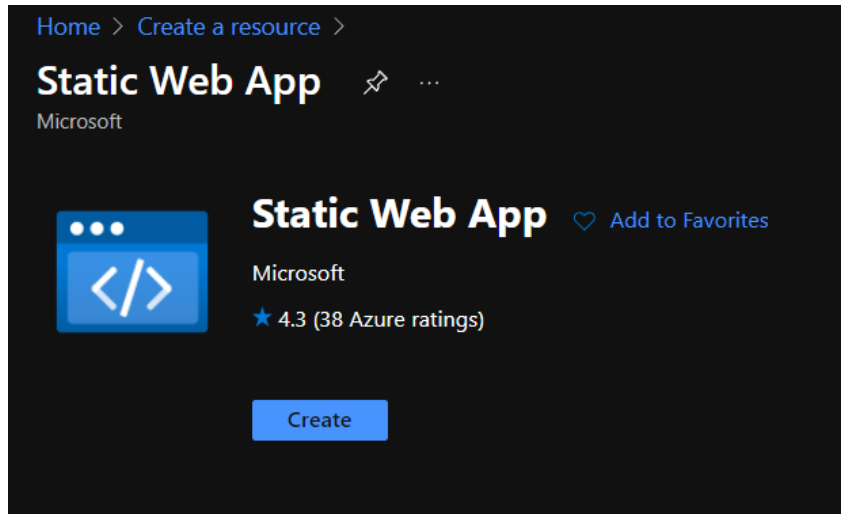 Home > Create a resource >
Static Web App ...
Microsoft
Static Web App Add to Favorites
Microsoft
4.3 (38 Azure ratings)
Create